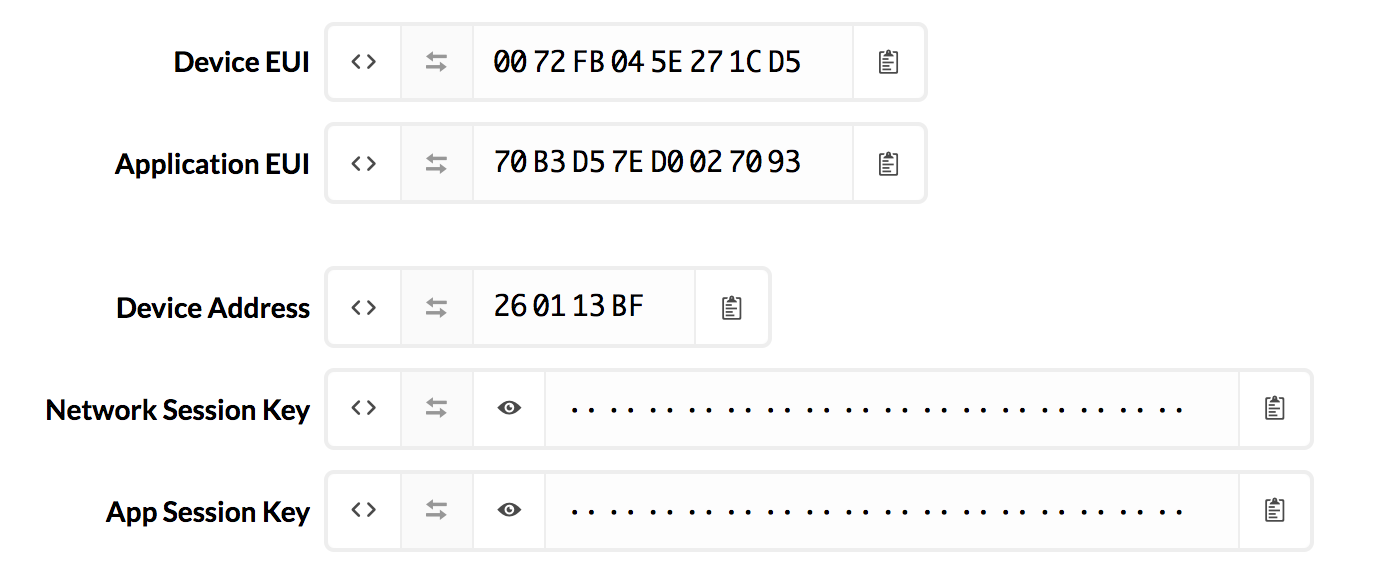 Device EUI <> 00 72 FB 04 5E 27 1C D5
Application EUI <> 70 B3 D5 7E D0 02 70 93
Device Address <> 26 01 13 BF
Network Session Key <> ................................
App Session Key <> ................................